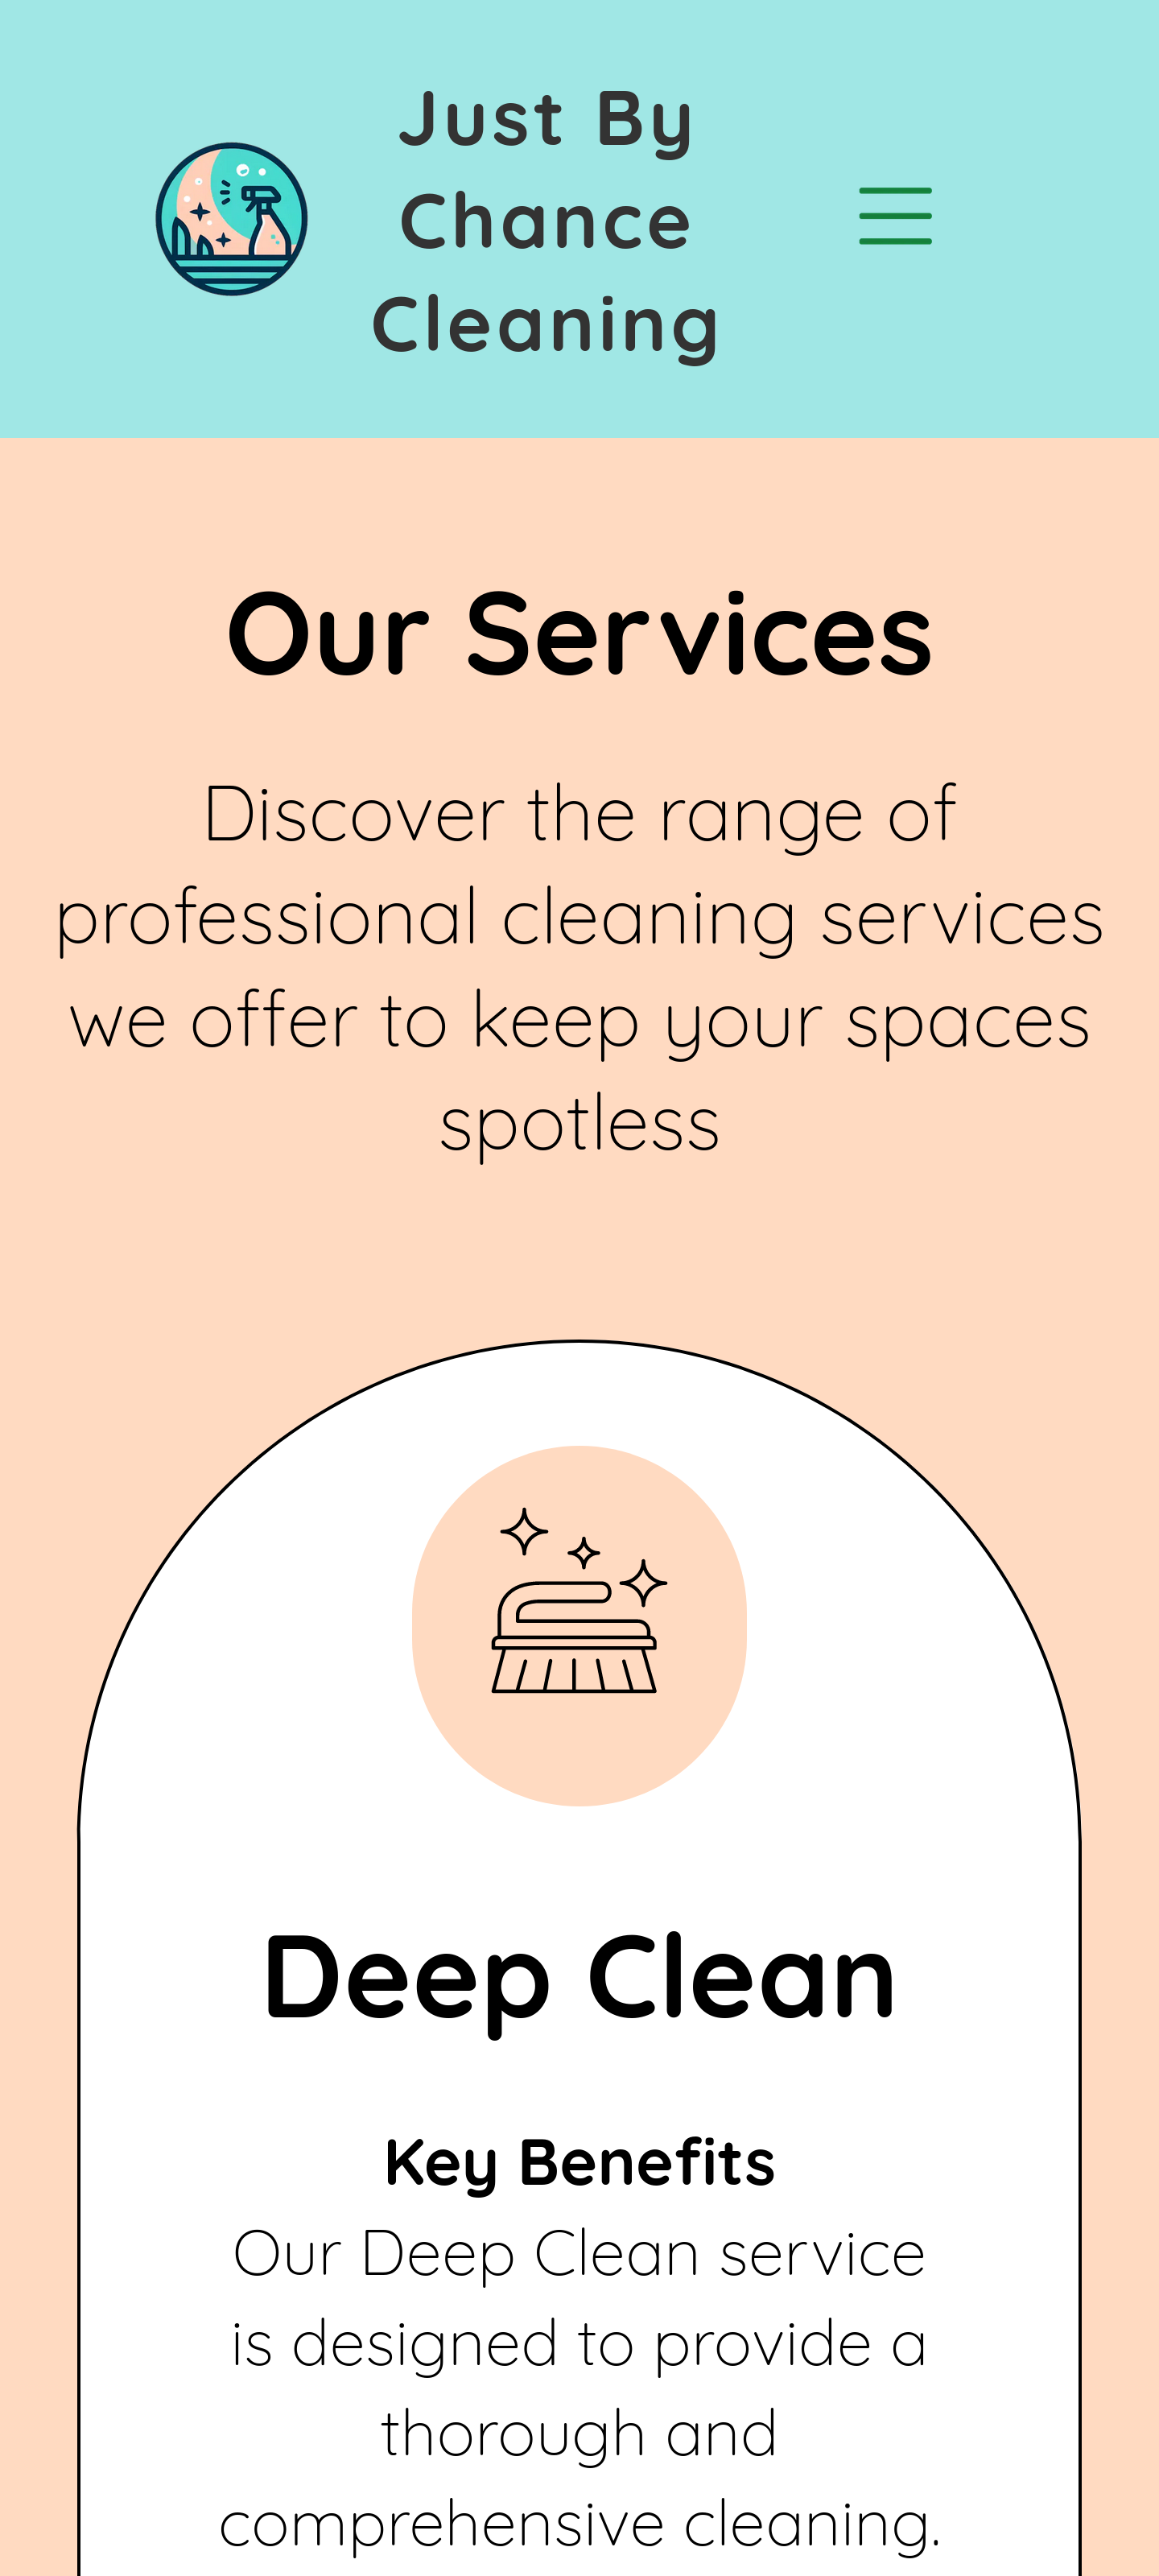 Just By
Chance
Cleaning
Our Services
Discover the range of
professional cleaning services
we offer to keep your spaces
spotless
Deep Clean
Key Benefits
Our Deep Clean service
is designed to provide a
thorough and
comprehensive cleaning.